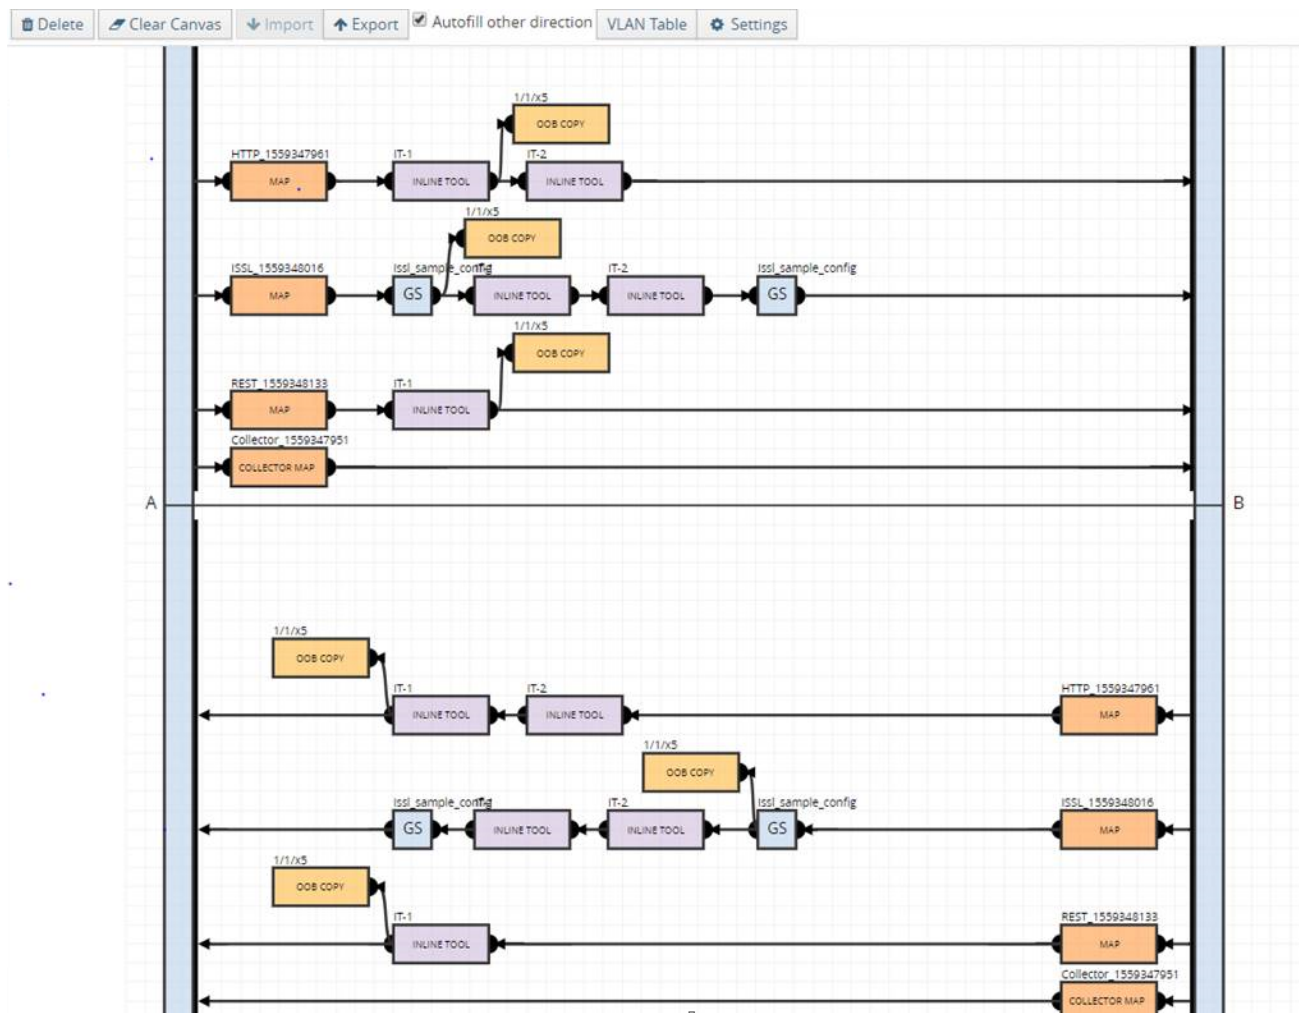 Delete Clear Canvas Import Export Autofill other direction VLAN Table Settings
1/1/x5
OOB COPY
HTTP_1559347961 IT-1 IT-2
MAP INLINE TOOL INLINE TOOL
1/1/x5
OOB COPY
ISSL_1559348016 issl_sample_config IT-2 issl_sample_config
MAP GS INLINE TOOL INLINE TOOL GS
1/1/x5
OOB COPY
REST_1559348133 IT-1
MAP INLINE TOOL
Collector_1559347951
COLLECTOR MAP
A B
1/1/x5
OOB COPY
IT-1 IT-2 HTTP_1559347961
INLINE TOOL INLINE TOOL MAP
1/1/x5
OOB COPY
issl_sample_config IT-2 issl_sample_config ISSL_1559348016
GS INLINE TOOL INLINE TOOL GS MAP
1/1/x5
OOB COPY
IT-1 REST_1559348133
INLINE TOOL MAP
Collector_1559347951
COLLECTOR MAP